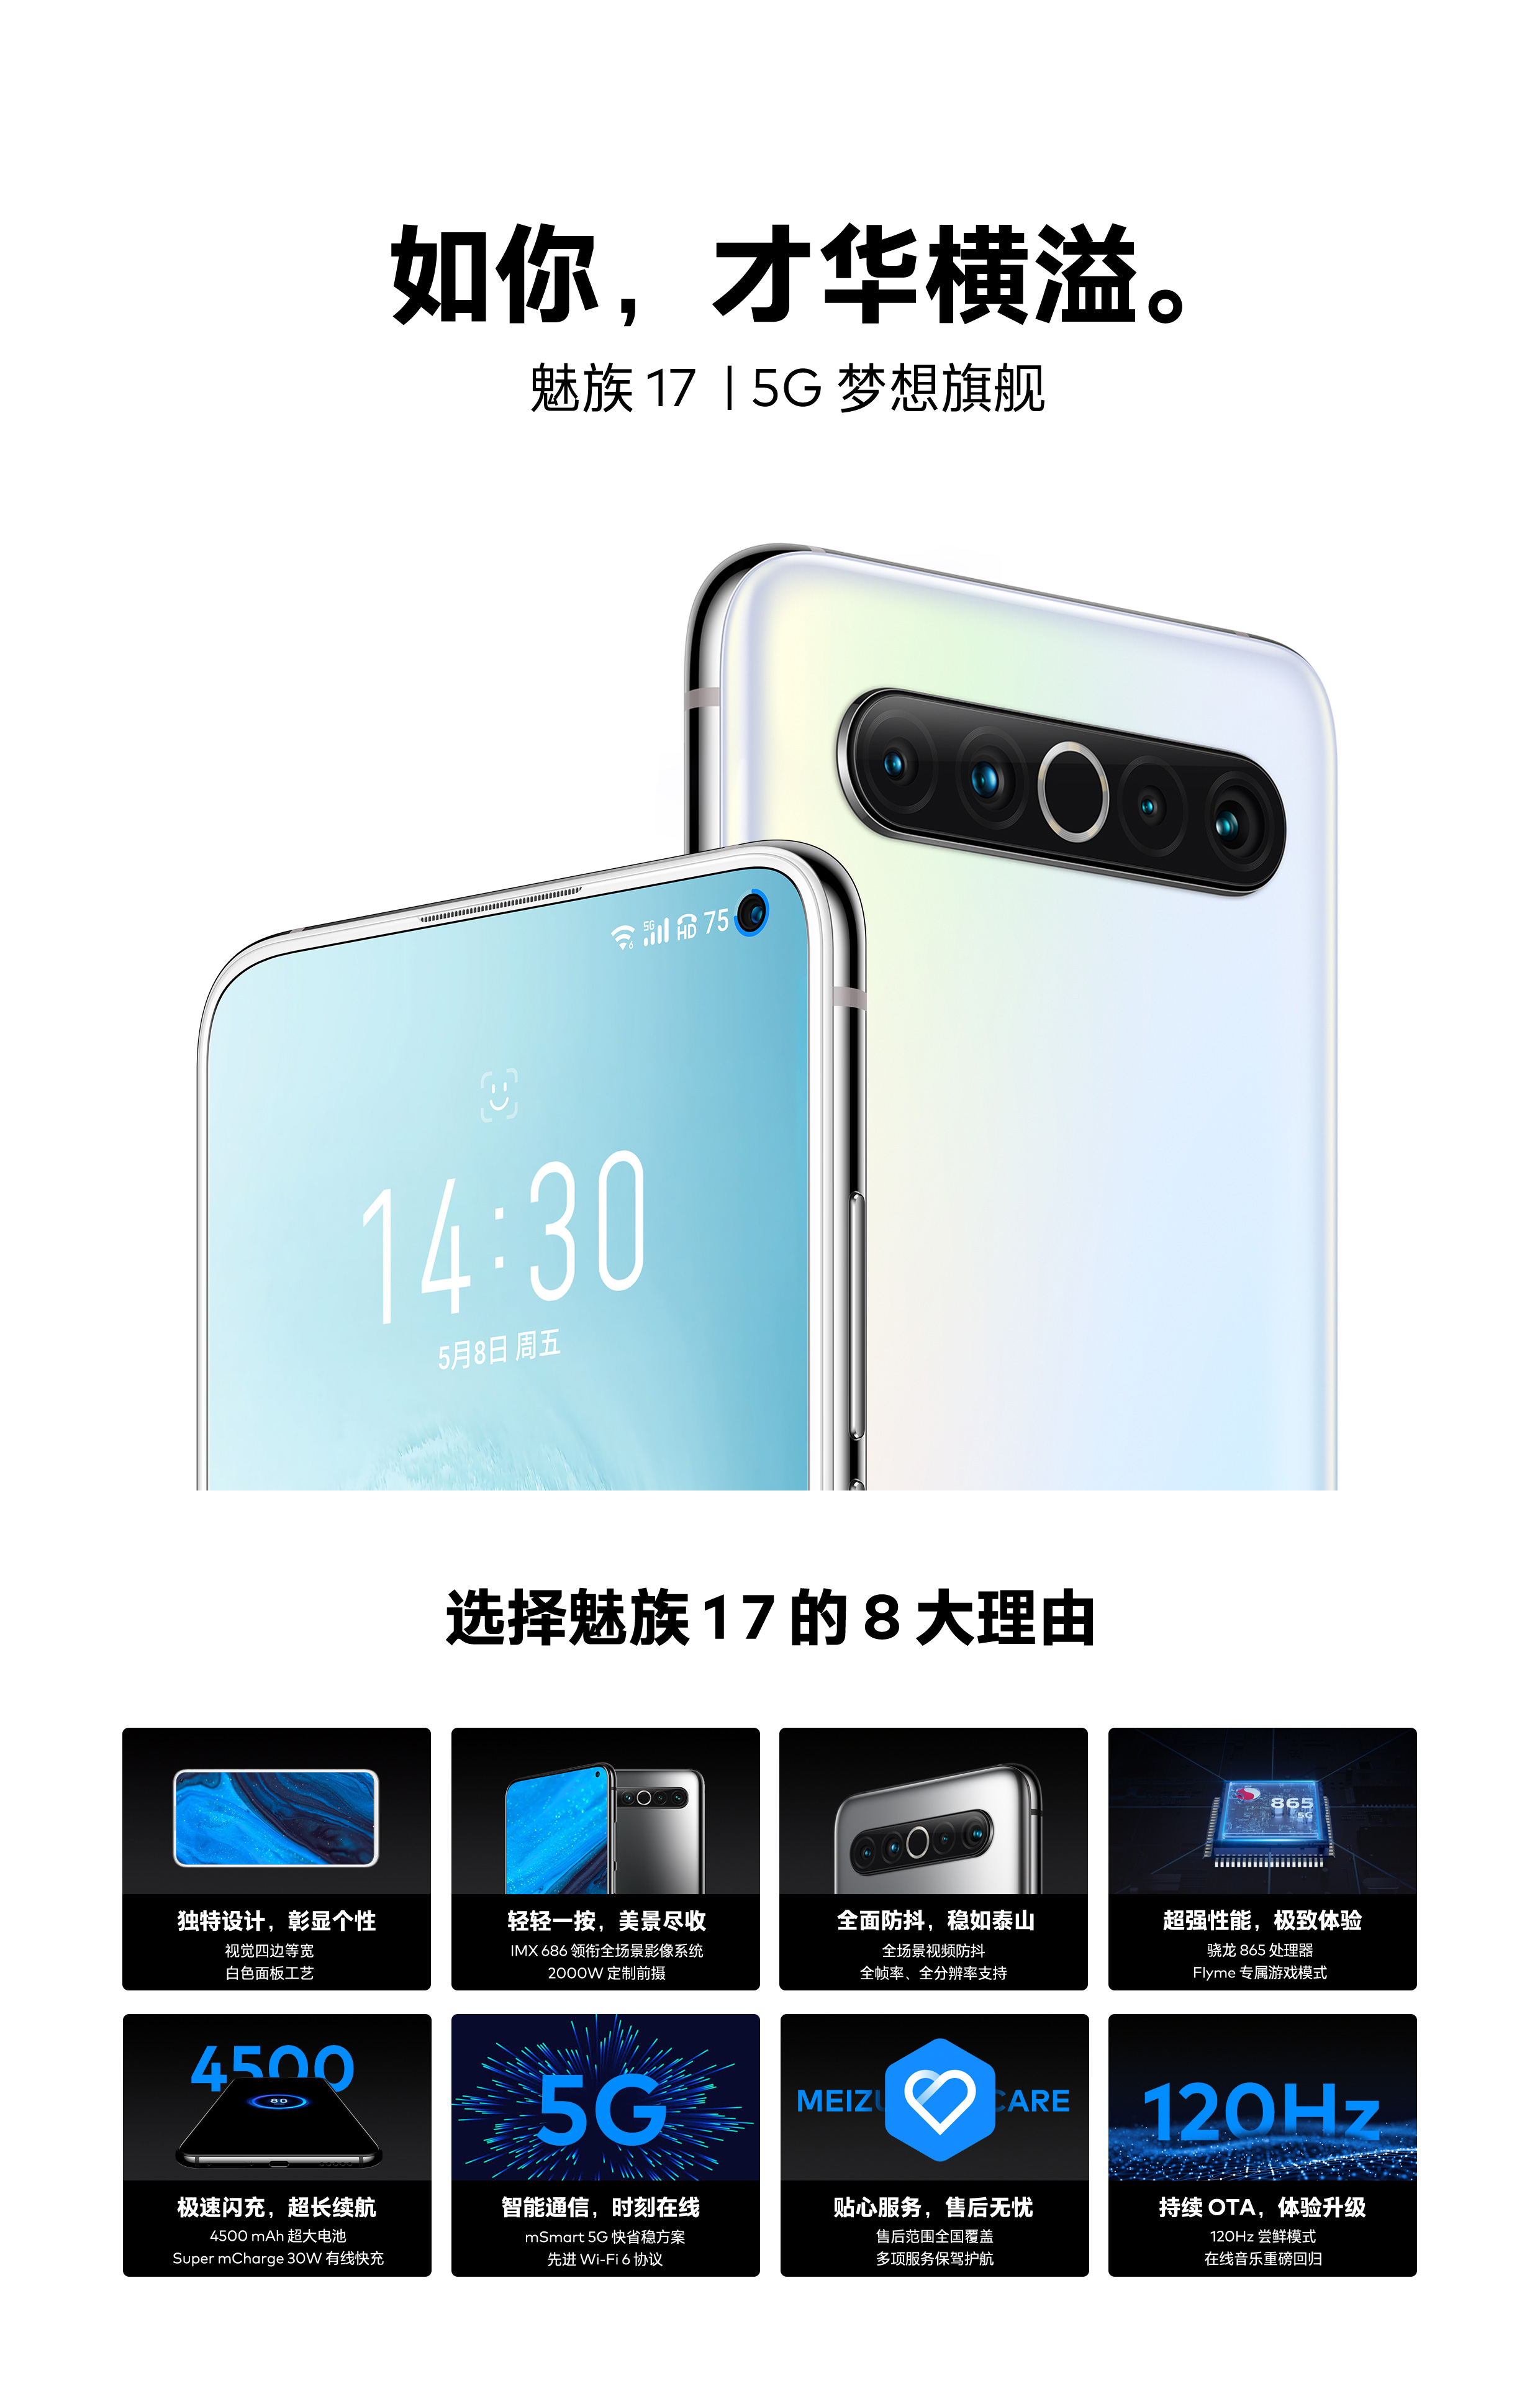 如你，才华横溢。
魅族 17 | 5G 梦想旗舰
6 5G HD 75
14:30
5月8日 周五
选择魅族 17 的 8 大理由
865
5G
独特设计，彰显个性
视觉四边等宽
白色面板工艺
轻轻一按，美景尽收
IMX 686 领衔全场景影像系统
2000W 定制前摄
全面防抖，稳如泰山
全场景视频防抖
全帧率、全分辨率支持
超强性能，极致体验
骁龙 865 处理器
Flyme 专属游戏模式
4500
80
极速闪充，超长续航
4500 mAh 超大电池
Super mCharge 30W 有线快充
5G
智能通信，时刻在线
mSmart 5G 快省稳方案
先进 Wi-Fi 6 协议
MEIZU CARE
贴心服务，售后无忧
售后范围全国覆盖
多项服务保驾护航
120Hz
持续 OTA，体验升级
120Hz 尝鲜模式
在线音乐重磅回归